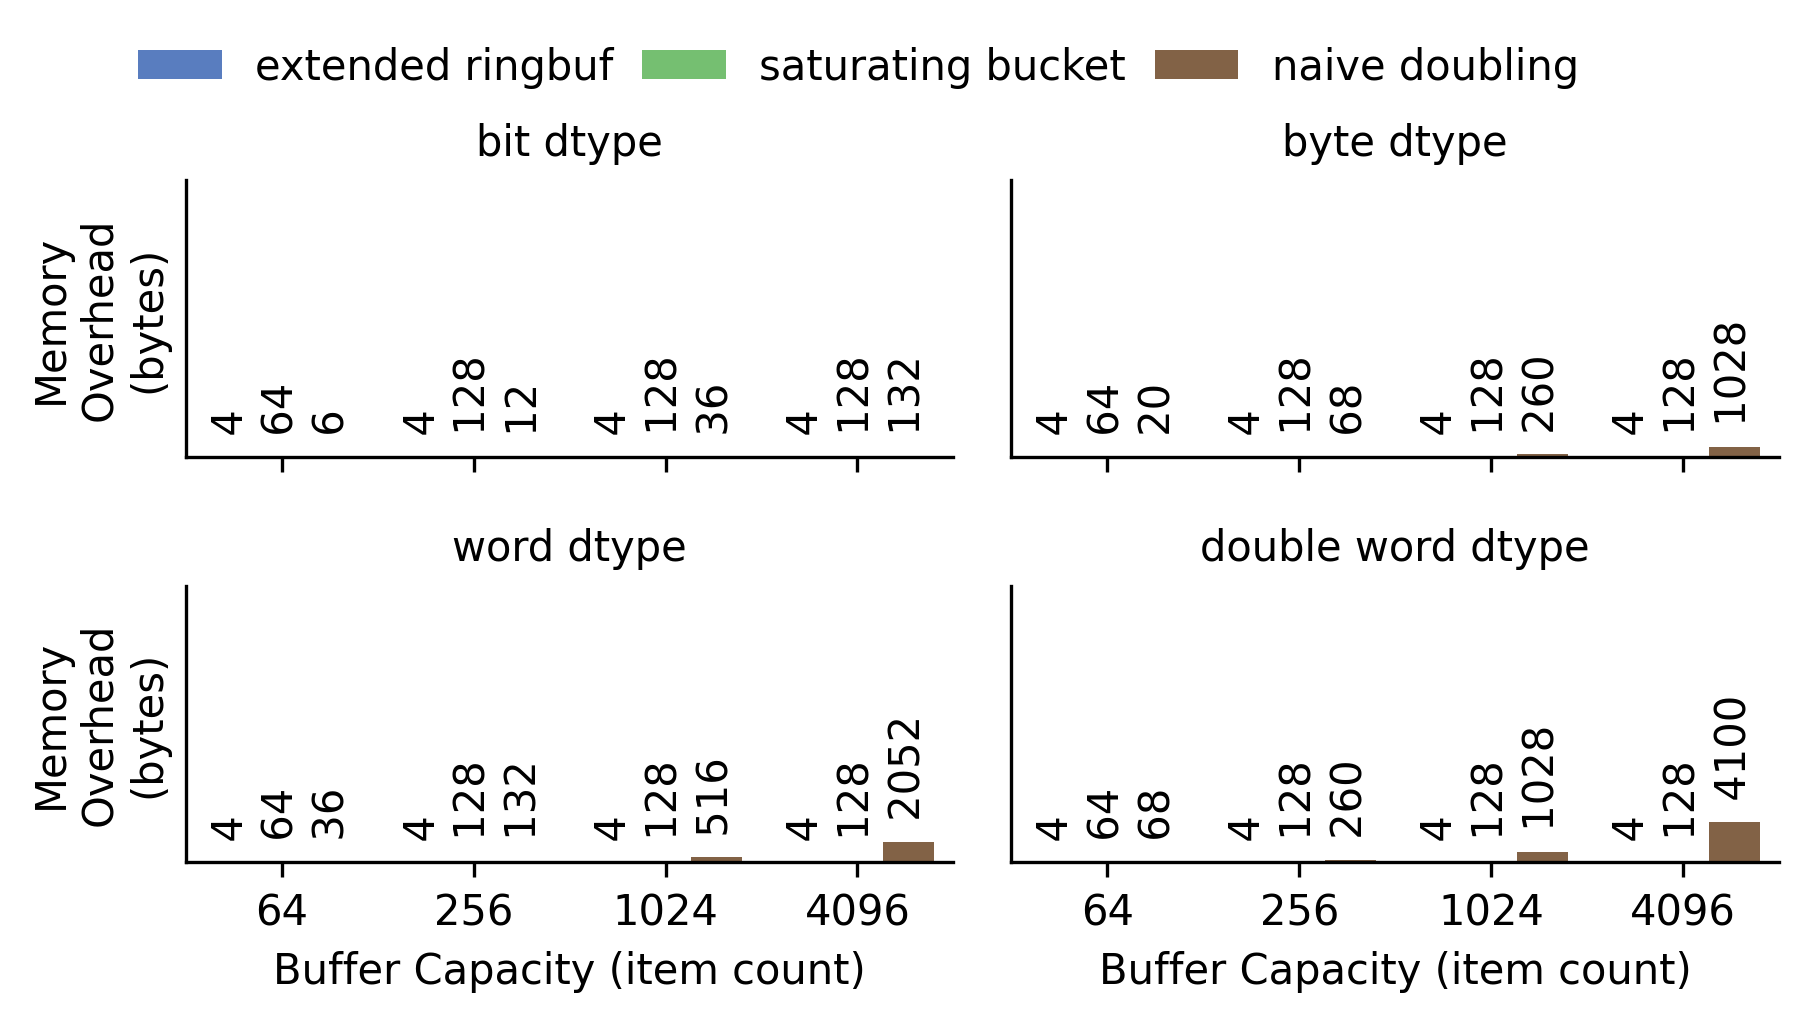 extended ringbuf saturating bucket naive doubling
bit dtype
byte dtype
Memory
Overhead
(bytes)
4 64 6 4 128 12 4 128 36 4 128 132
4 64 20 4 128 68 4 128 260 4 128 1028
word dtype
double word dtype
Memory
Overhead
(bytes)
4 64 36 4 128 132 4 128 516 4 128 2052
4 64 68 4 128 260 4 128 1028 4 128 4100
64 256 1024 4096
64 256 1024 4096
Buffer Capacity (item count)
Buffer Capacity (item count)